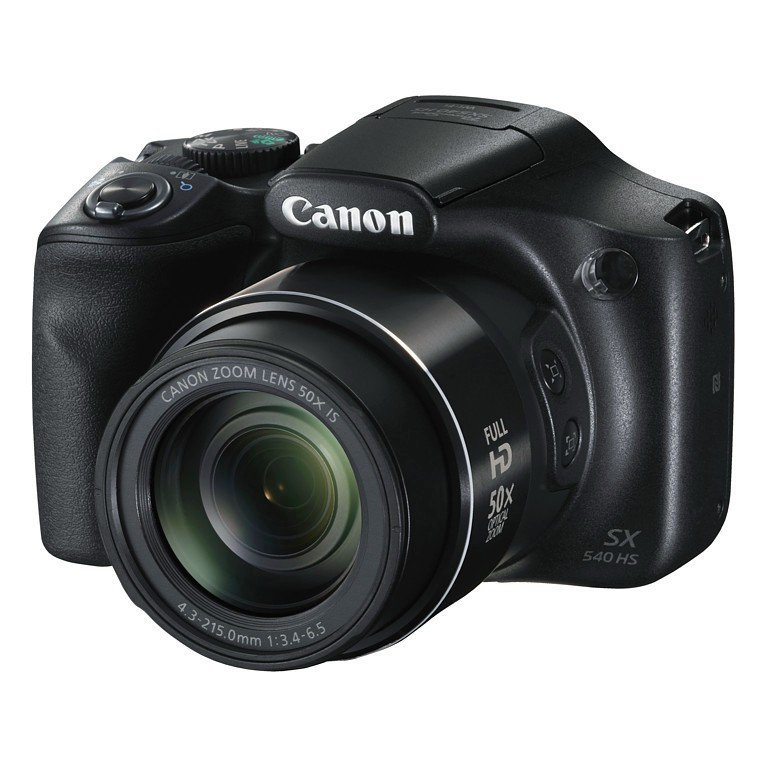 Canon
CANON ZOOM LENS 50X IS
4.3-215.0mm 1:3.4-6.5
FULL
HD
50x
OPTICAL
ZOOM
SX
540 HS
LIVE
P